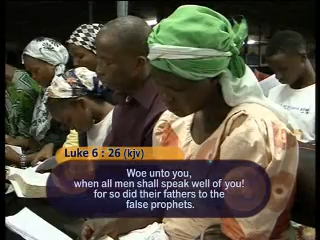 Luke 6 : 26 (kjv)
Woe unto you,
when all men shall speak well of you!
for so did their fathers to the
false prophets.